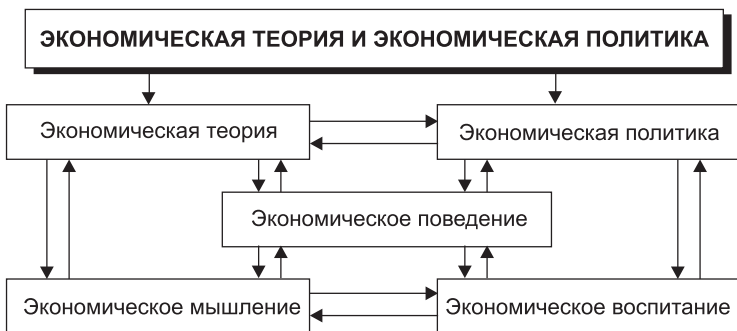 ЭКОНОМИЧЕСКАЯ ТЕОРИЯ И ЭКОНОМИЧЕСКАЯ ПОЛИТИКА
Экономическая теория
Экономическая политика
Экономическое поведение
Экономическое мышление
Экономическое воспитание